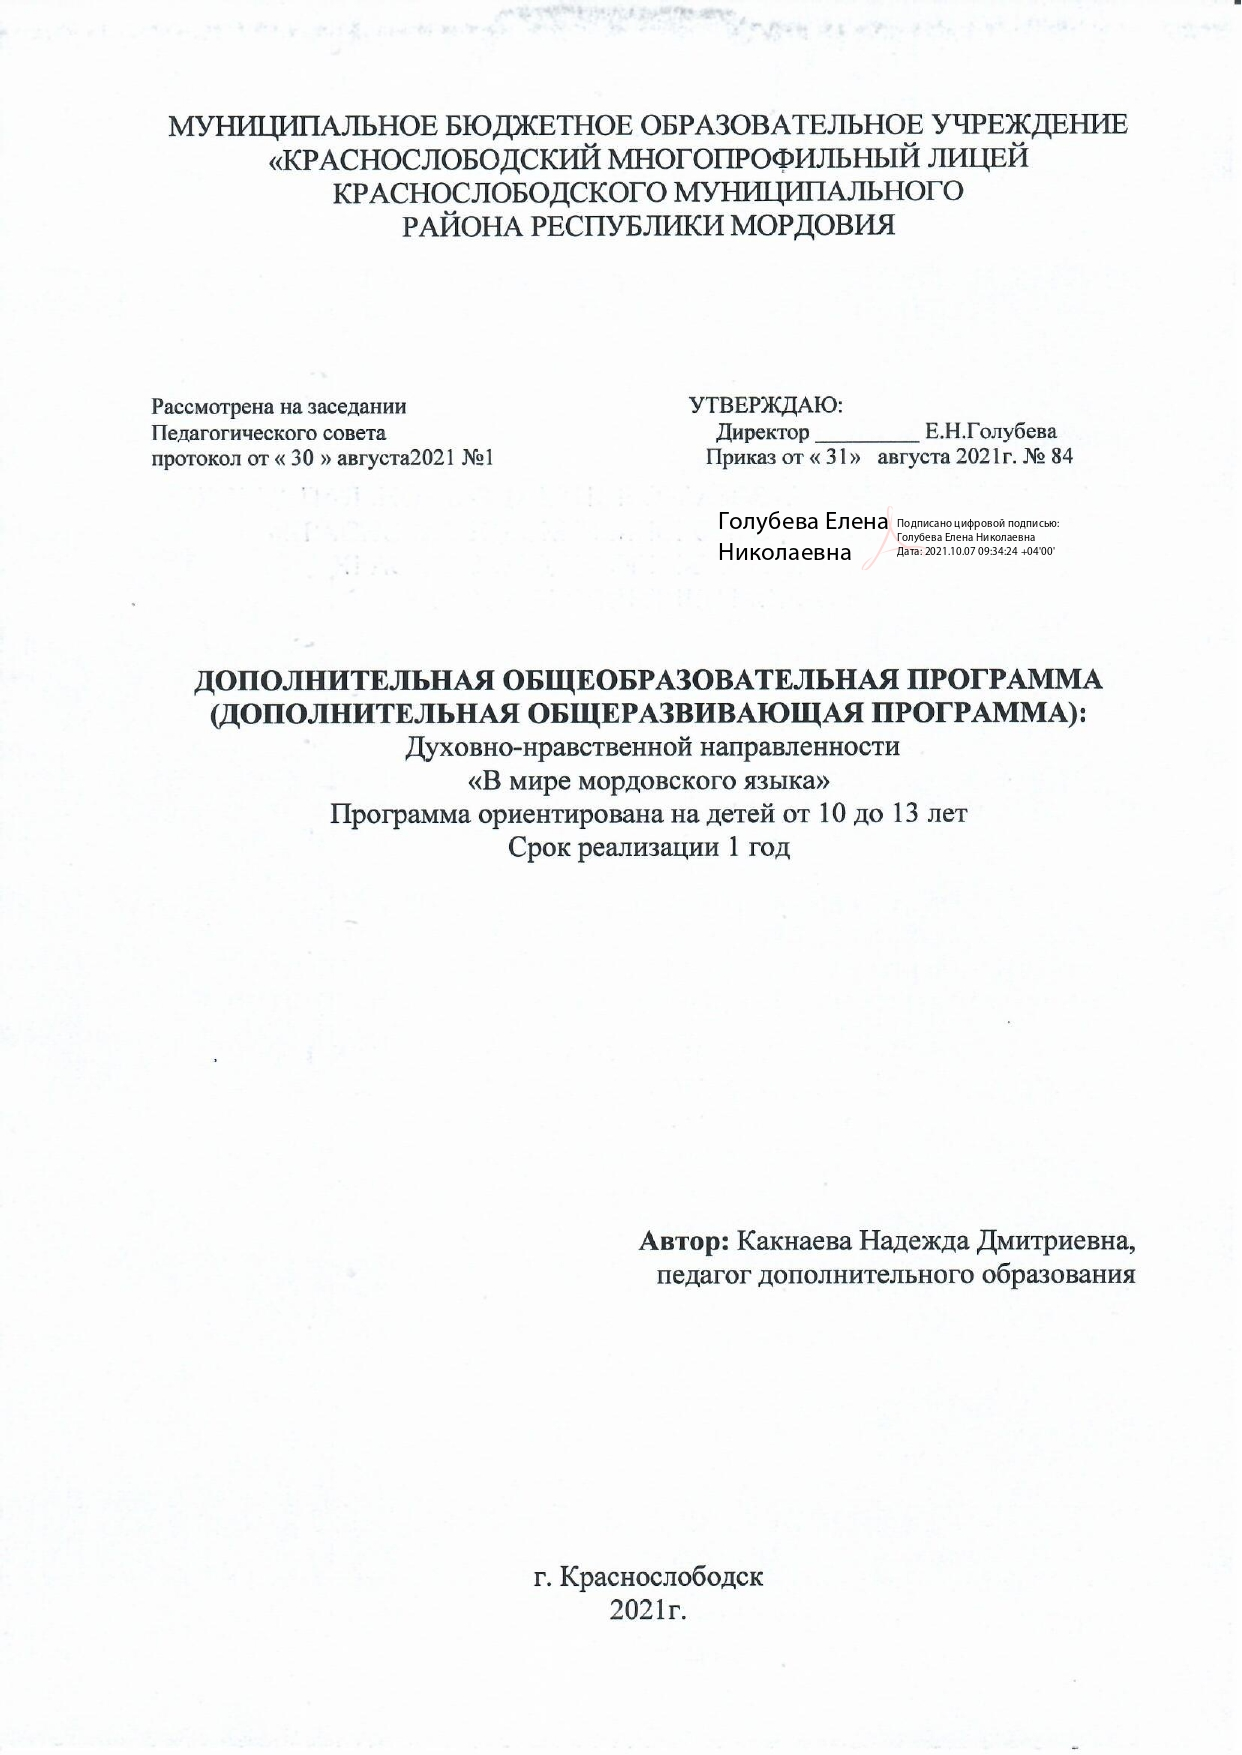 МУНИЦИПАЛЬНОЕ БЮДЖЕТНОЕ ОБРАЗОВАТЕЛЬНОЕ УЧРЕЖДЕНИЕ
«КРАСНОСЛОБОДСКИЙ МНОГОПРОФИЛЬНЫЙ ЛИЦЕЙ
КРАСНОСЛОБОДСКОГО МУНИЦИПАЛЬНОГО
РАЙОНА РЕСПУБЛИКИ МОРДОВИЯ
Рассмотрена на заседании
Педагогического совета
протокол от « 30 » августа2021 №1
УТВЕРЖДАЮ:
Директор _________ Е.Н.Голубева
Приказ от « 31» августа 2021г. № 84
Голубева Елена
Николаевна
Подписано цифровой подписью:
Голубева Елена Николаевна
Дата: 2021.10.07 09:34:24 +04'00'
ДОПОЛНИТЕЛЬНАЯ ОБЩЕОБРАЗОВАТЕЛЬНАЯ ПРОГРАММА
(ДОПОЛНИТЕЛЬНАЯ ОБЩЕРАЗВИВАЮЩАЯ ПРОГРАММА):
Духовно-нравственной направленности
«В мире мордовского языка»
Программа ориентирована на детей от 10 до 13 лет
Срок реализации 1 год
Автор: Какнаева Надежда Дмитриевна,
педагог дополнительного образования
г. Краснослободск
2021г.